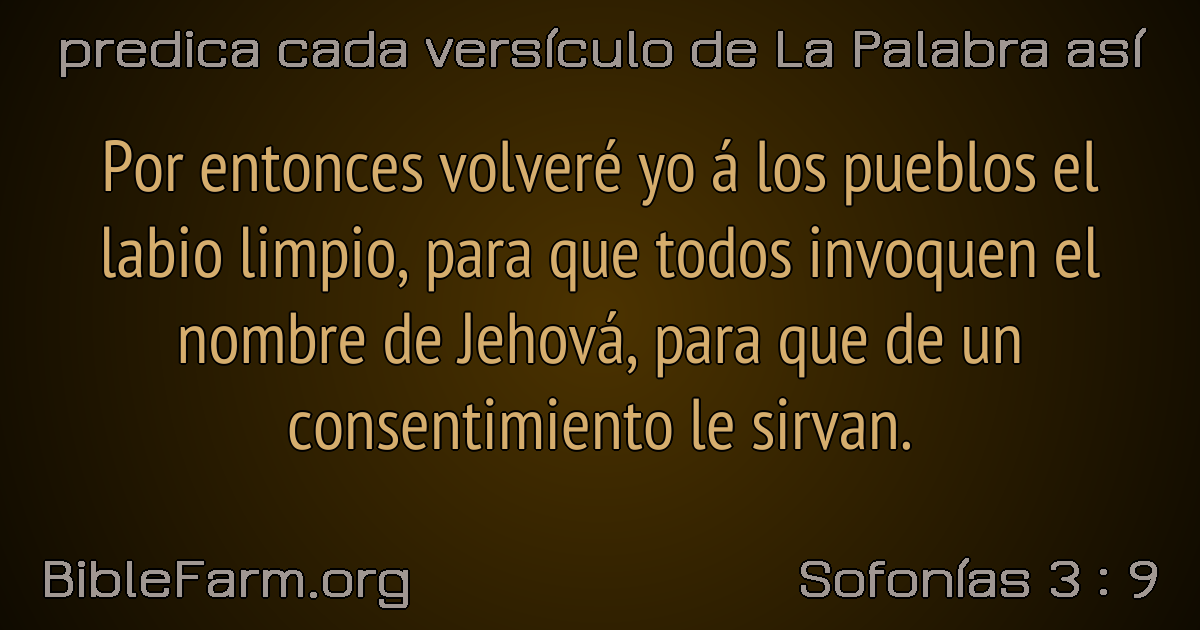 predica cada versículo de La Palabra así
Por entonces volveré yo á los pueblos el
labio limpio, para que todos invoquen el
nombre de Jehová, para que de un
consentimiento le sirvan.
BibleFarm.org
Sofonías 3 : 9